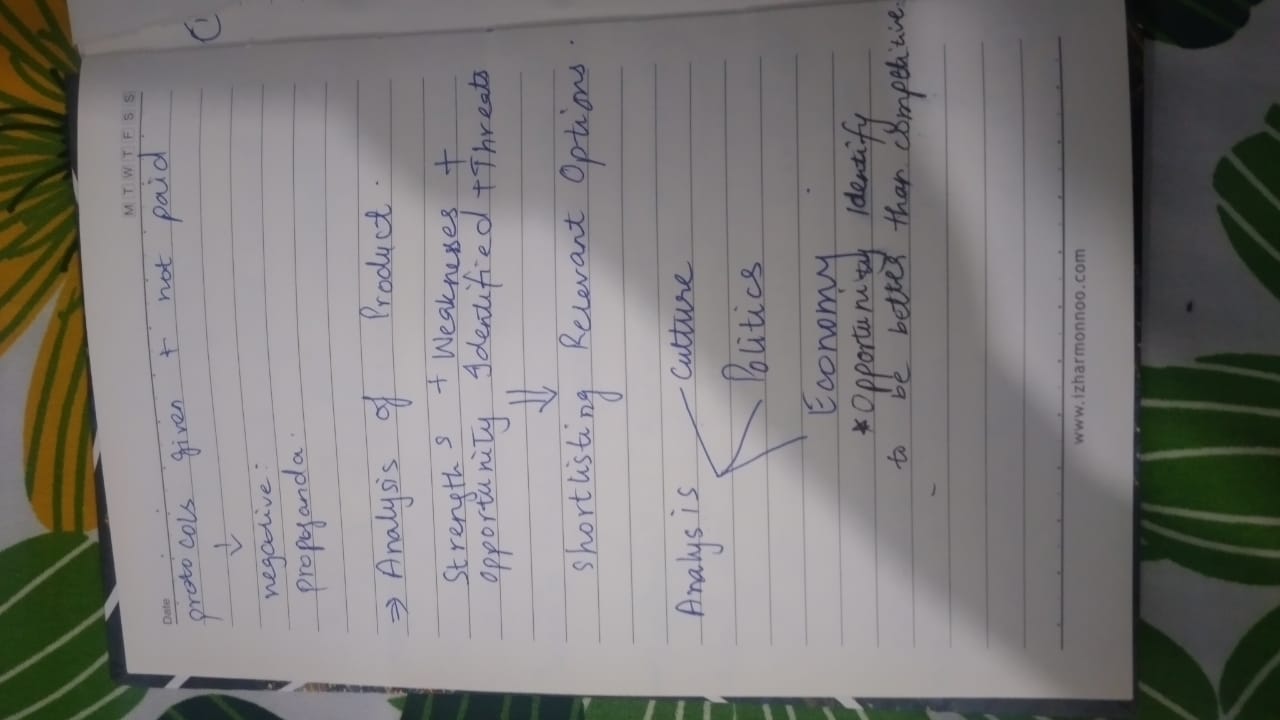 M T W T F S S
Date
protocols given + not paid
↓
negative:
propoganda.
⇒ Analysis of Product.
Strengths + Weaknesses +
opportunity Identified + Threats
⇓
Shortlisting Relevant Options.
Analysis
Culture
Politics
Economy
* Opportunity Identify
to be better than competitive.
www.izharmonnoo.com